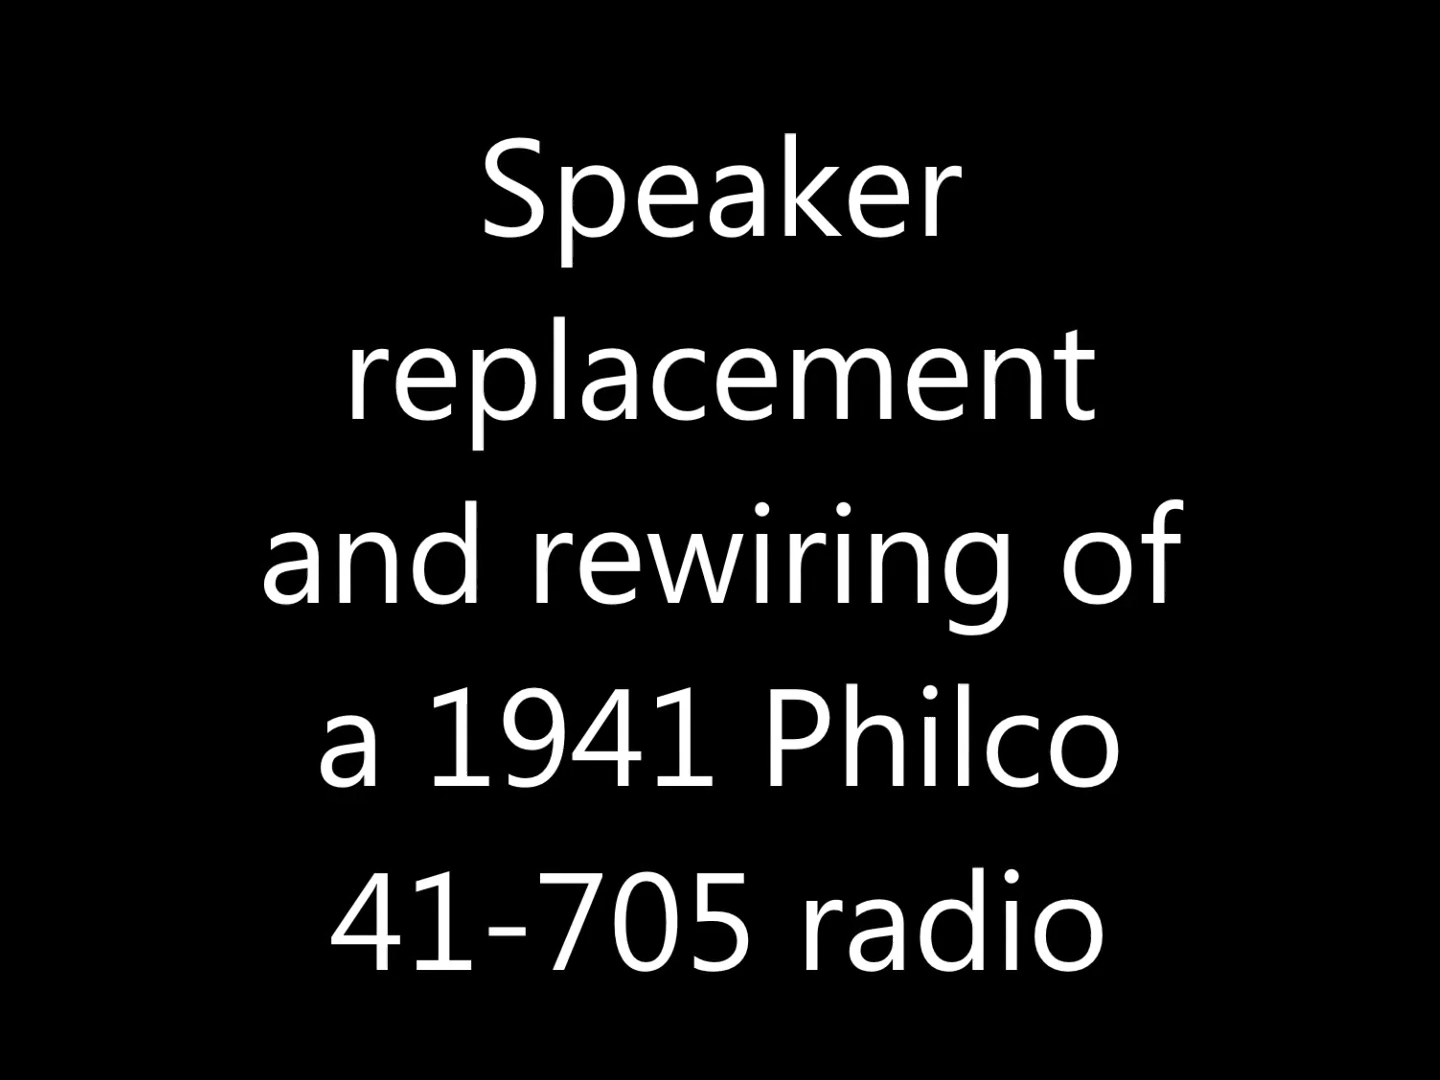 Speaker
replacement
and rewiring of
a 1941 Philco
41-705 radio